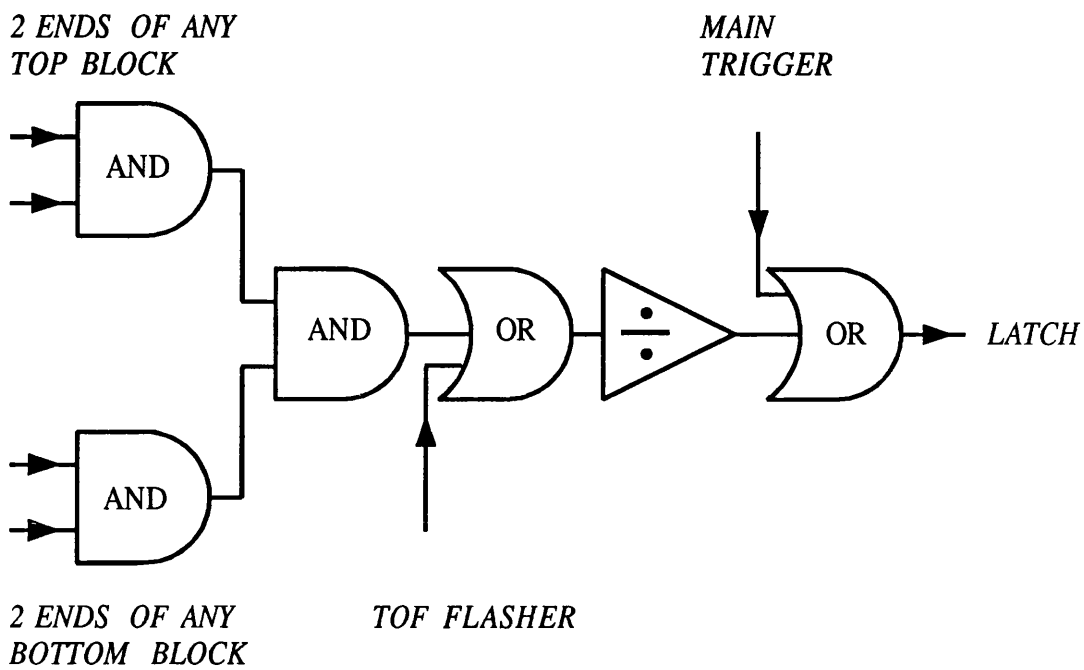 2 ENDS OF ANY
TOP BLOCK
MAIN
TRIGGER
AND
AND
OR
÷
OR
LATCH
AND
2 ENDS OF ANY
BOTTOM BLOCK
TOF FLASHER